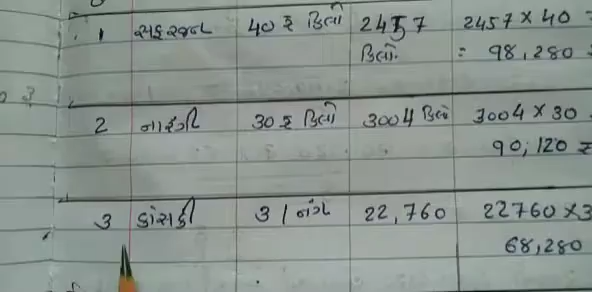 1 સફરજન 40 રૂ કિલો 2457 2457 × 40 =
કિલો. = 98,280 રૂ
2 નારંગી 30 રૂ કિલો 3004 કિલો 3004 × 30
90,120 રૂ
3 કાંસકી 3 / નંગ 22,760 22760 × 3
68,280